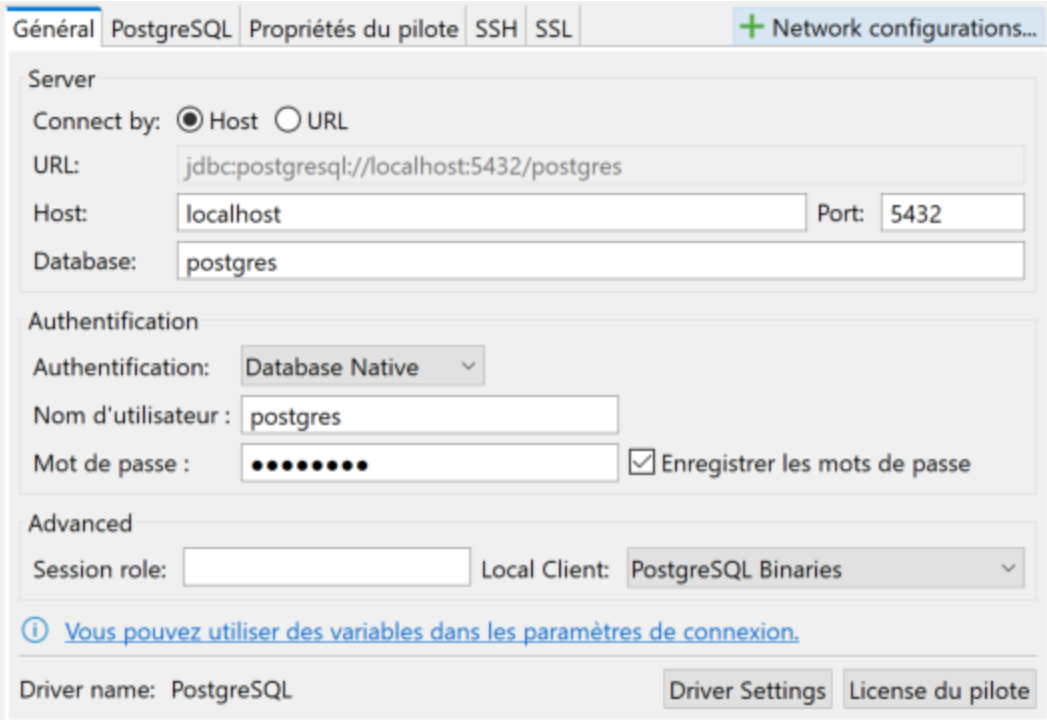 Général PostgreSQL Propriétés du pilote SSH SSL Network configurations...
Server
Connect by: Host URL
URL: jdbc:postgresql://localhost:5432/postgres
Host: localhost Port: 5432
Database: postgres
Authentification
Authentification: Database Native
Nom d'utilisateur : postgres
Mot de passe : ●●●●●●●● Enregistrer les mots de passe
Advanced
Session role: Local Client: PostgreSQL Binaries
Vous pouvez utiliser des variables dans les paramètres de connexion.
Driver name: PostgreSQL Driver Settings License du pilote